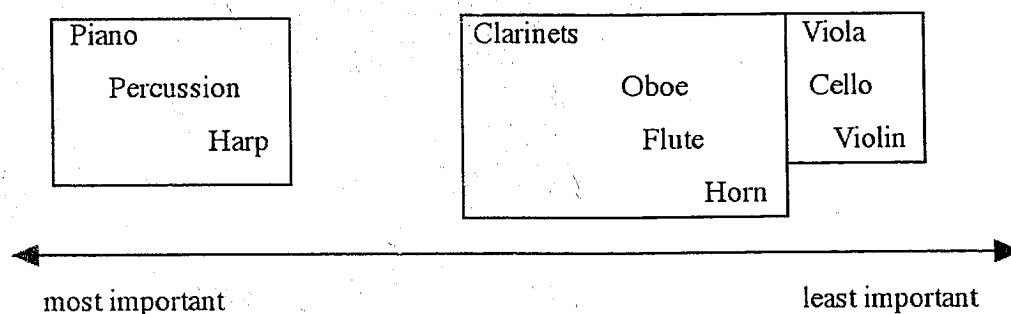 Piano
Percussion
Harp
Clarinets
Oboe
Flute
Horn
Viola
Cello
Violin
most important
least important